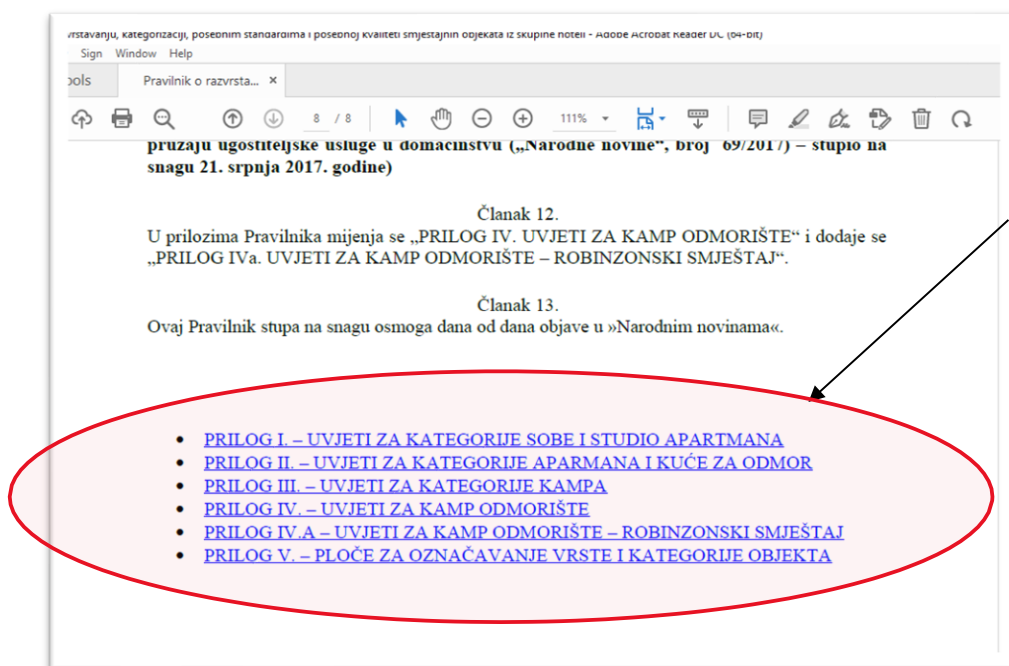 vrstavanju, kategorizaciji, posebnim standardima i posebnoj kvaliteti smještajnih objekata iz skupine hoteli - Adobe Acrobat Reader DC (64-bit)
Sign Window Help
ools Pravilnik o razvrsta... ×
8 / 8 111%
pružaju ugostiteljske usluge u domaćinstvu („Narodne novine“, broj 69/2017) – stupio na
snagu 21. srpnja 2017. godine)
Članak 12.
U prilozima Pravilnika mijenja se „PRILOG IV. UVJETI ZA KAMP ODMORIŠTE“ i dodaje se
„PRILOG IVa. UVJETI ZA KAMP ODMORIŠTE – ROBINZONSKI SMJEŠTAJ“.
Članak 13.
Ovaj Pravilnik stupa na snagu osmoga dana od dana objave u »Narodnim novinama«.
• PRILOG I. – UVJETI ZA KATEGORIJE SOBE I STUDIO APARTMANA
• PRILOG II. – UVJETI ZA KATEGORIJE APARMANA I KUĆE ZA ODMOR
• PRILOG III. – UVJETI ZA KATEGORIJE KAMPA
• PRILOG IV. – UVJETI ZA KAMP ODMORIŠTE
• PRILOG IV.A – UVJETI ZA KAMP ODMORIŠTE – ROBINZONSKI SMJEŠTAJ
• PRILOG V. – PLOČE ZA OZNAČAVANJE VRSTE I KATEGORIJE OBJEKTA